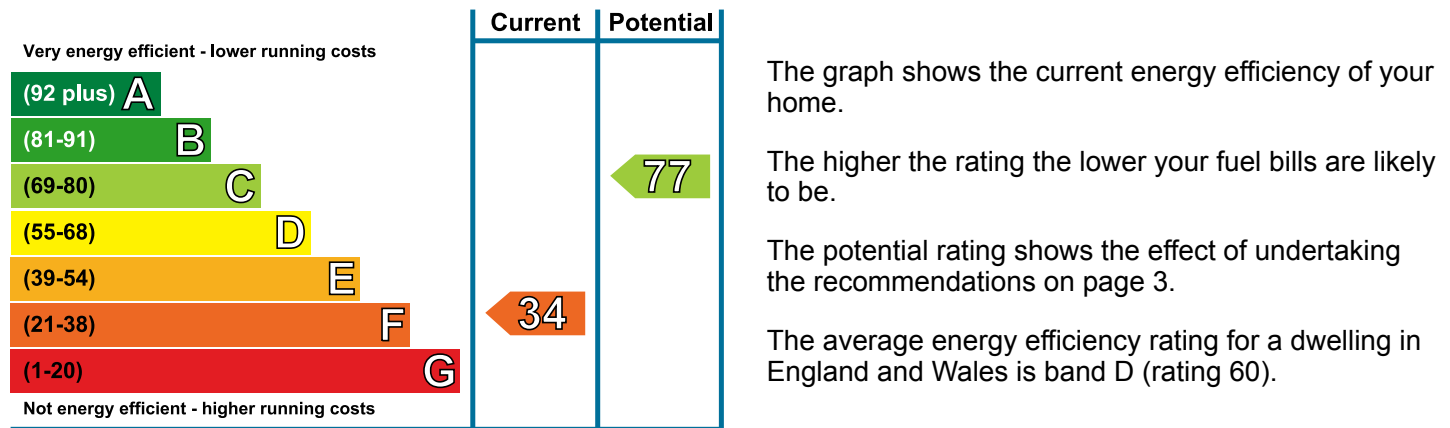 Current Potential
Very energy efficient - lower running costs
(92 plus) A
(81-91) B
(69-80) C
77
(55-68) D
(39-54) E
(21-38) F
34
(1-20) G
Not energy efficient - higher running costs
The graph shows the current energy efficiency of your
home.
The higher the rating the lower your fuel bills are likely
to be.
The potential rating shows the effect of undertaking
the recommendations on page 3.
The average energy efficiency rating for a dwelling in
England and Wales is band D (rating 60).